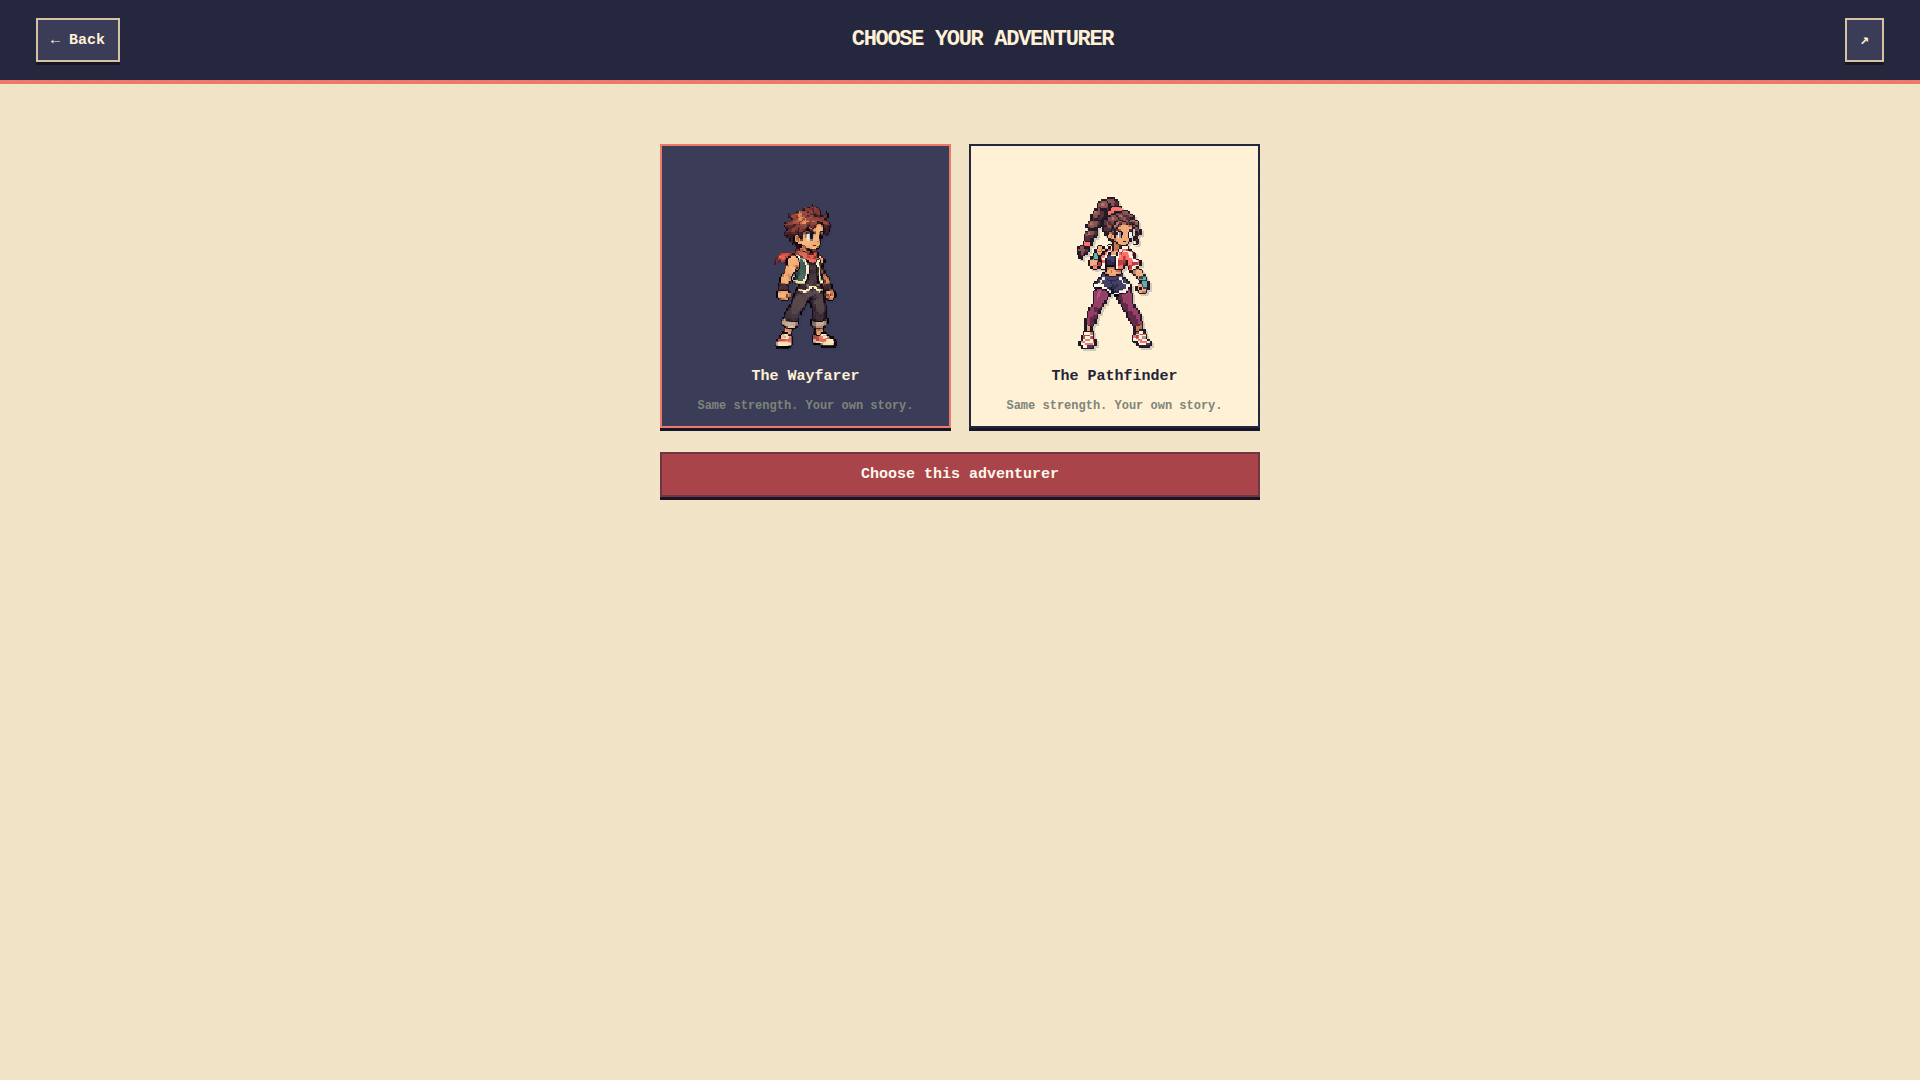 ← Back
CHOOSE YOUR ADVENTURER
↗
The Wayfarer
Same strength. Your own story.
The Pathfinder
Same strength. Your own story.
Choose this adventurer